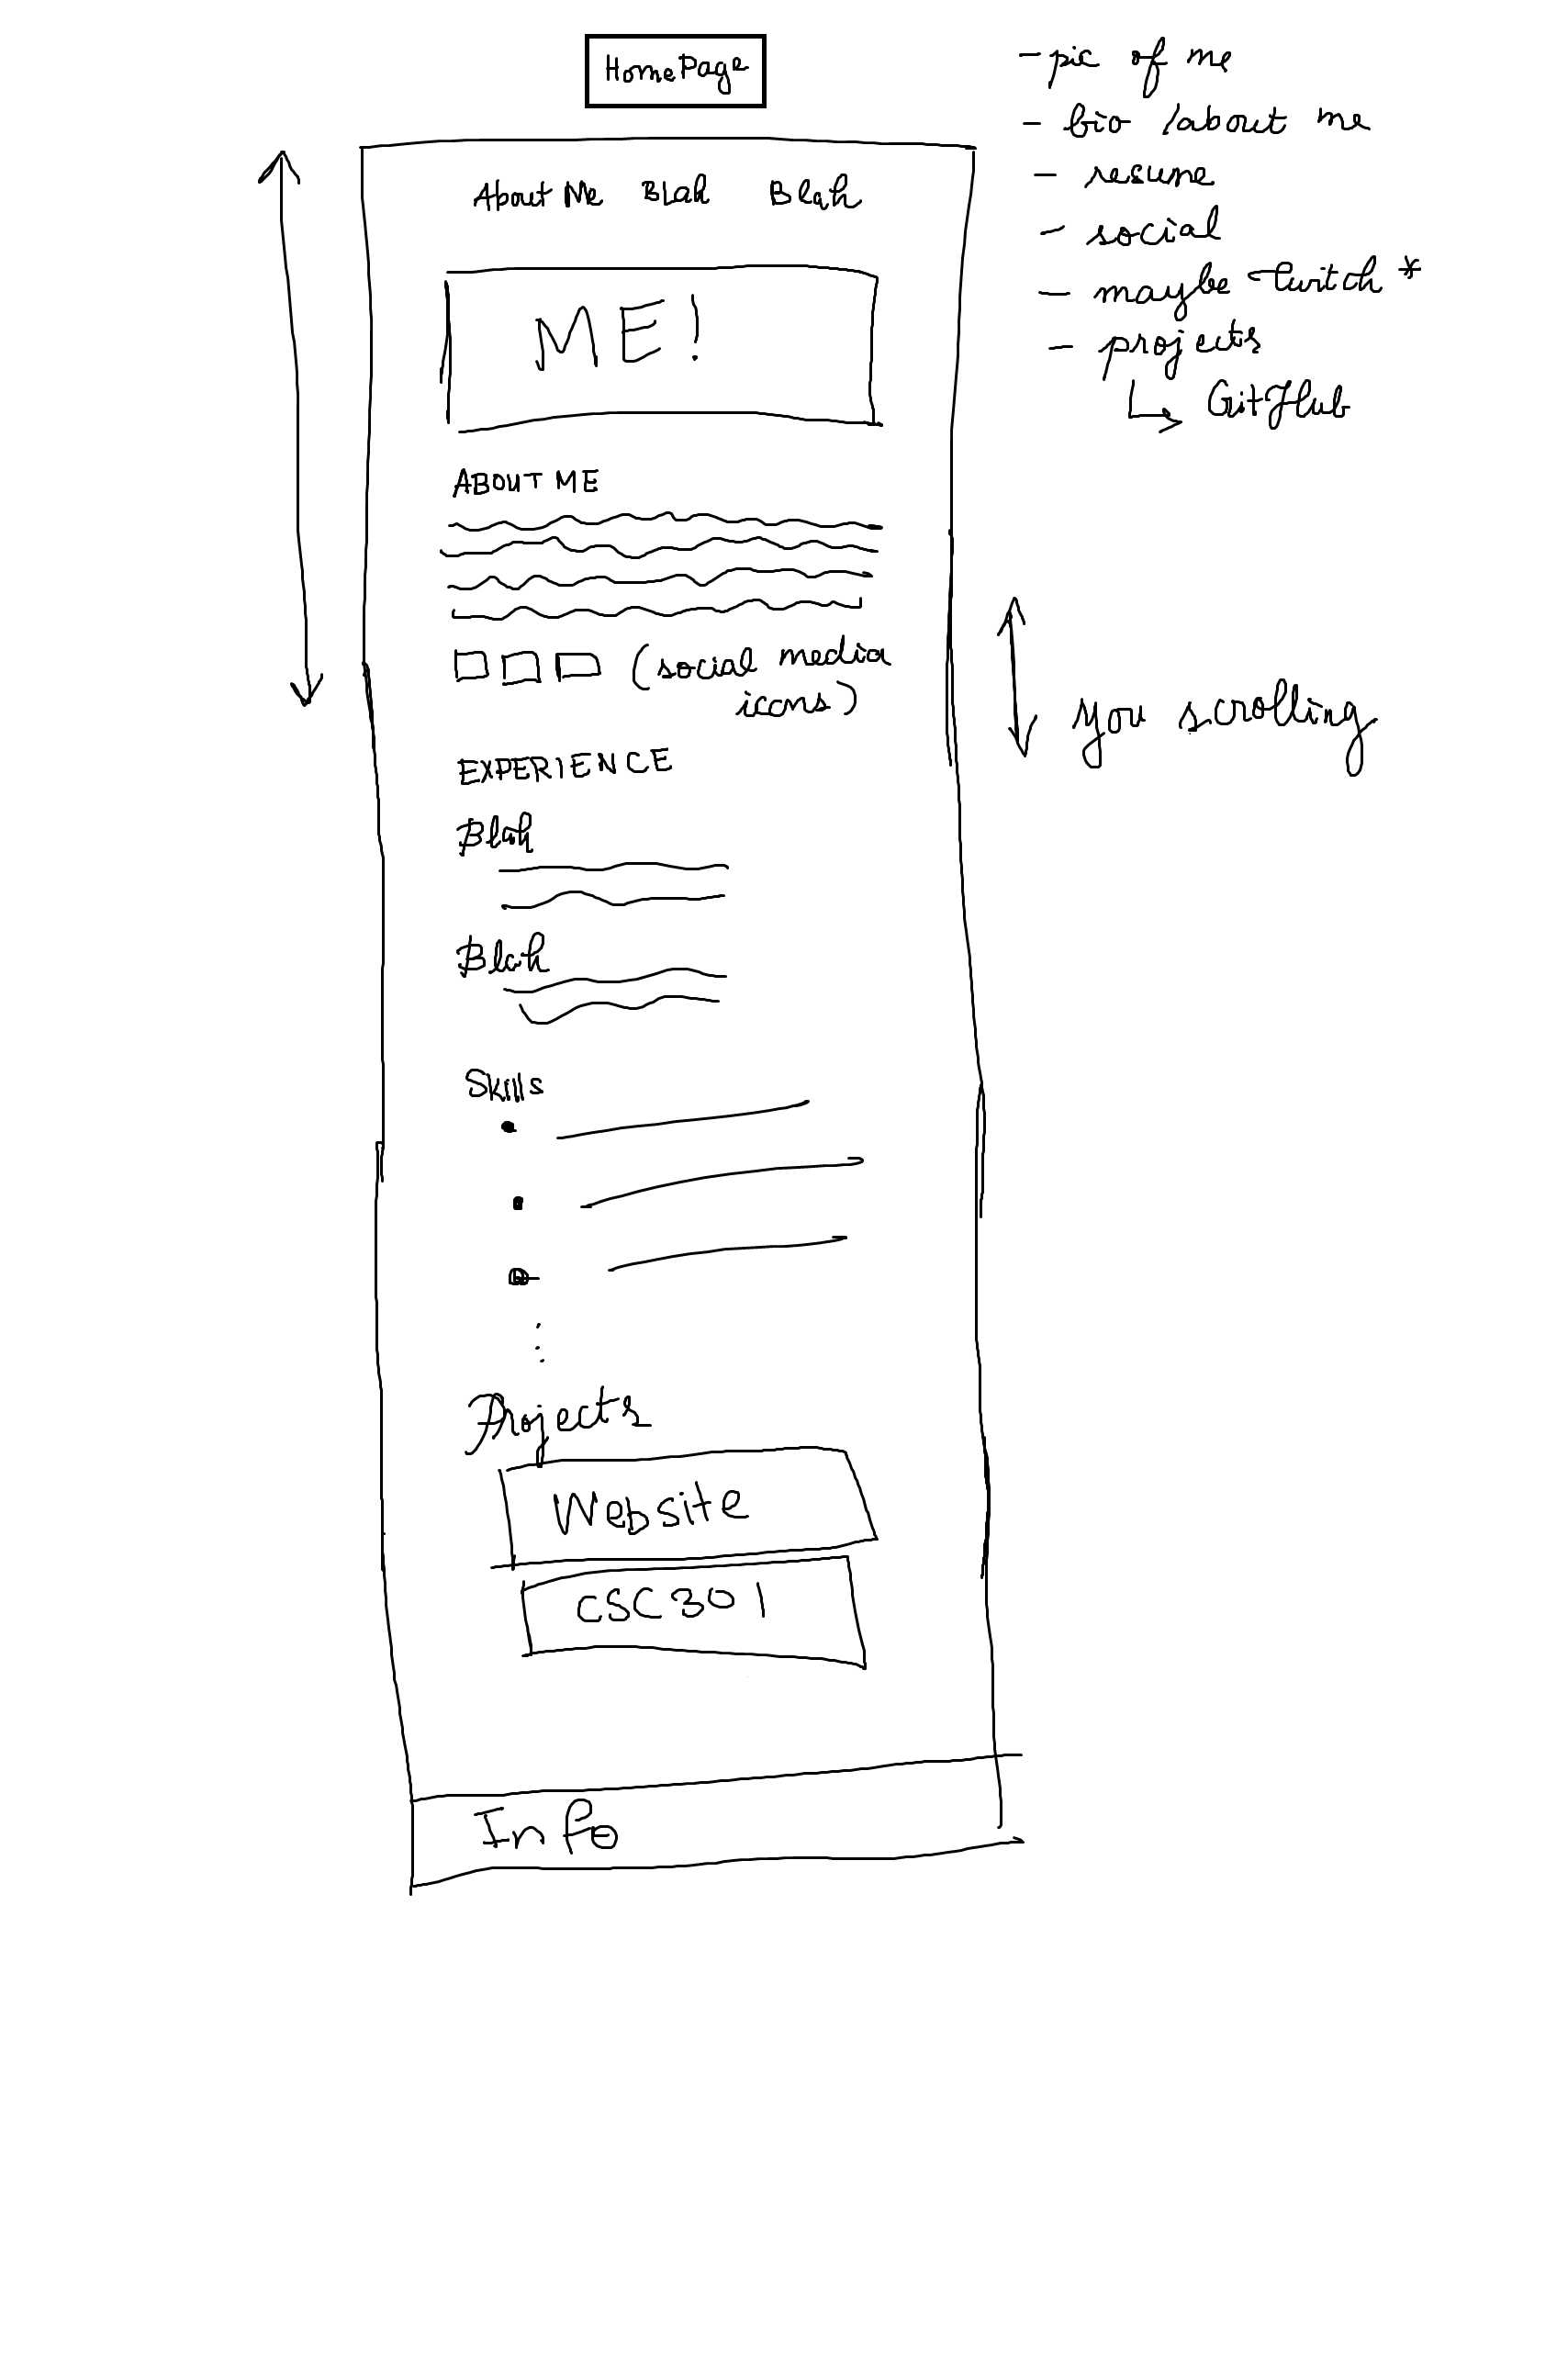 HomePage
About Me Blah Blah
ME!
ABOUT ME
(social media
icons)
EXPERIENCE
Blah
Blah
Skills
Projects
Website
CSC301
Info
- pic of me
- bio /about me
- resume
- social
- maybe twitch *
- projects
GitHub
you scrolling